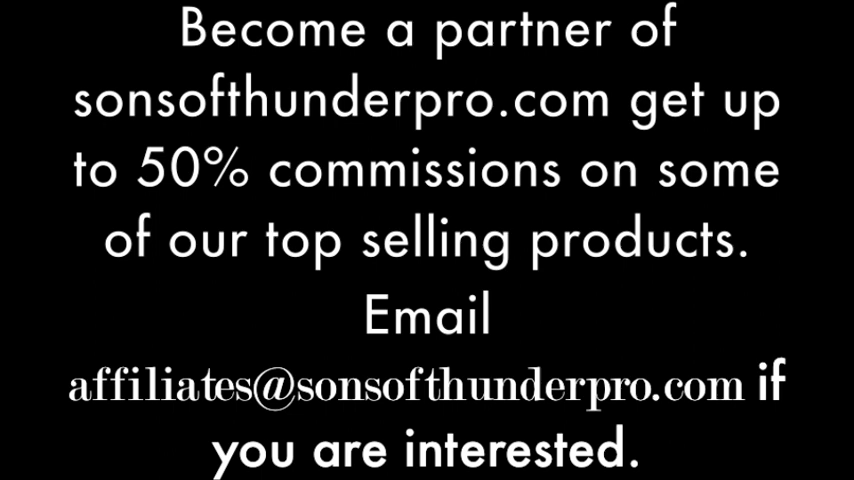 Become a partner of
sonsofthunderpro.com get up
to 50% commissions on some
of our top selling products.
Email
affiliates@sonsofthunderpro.com if
you are interested.